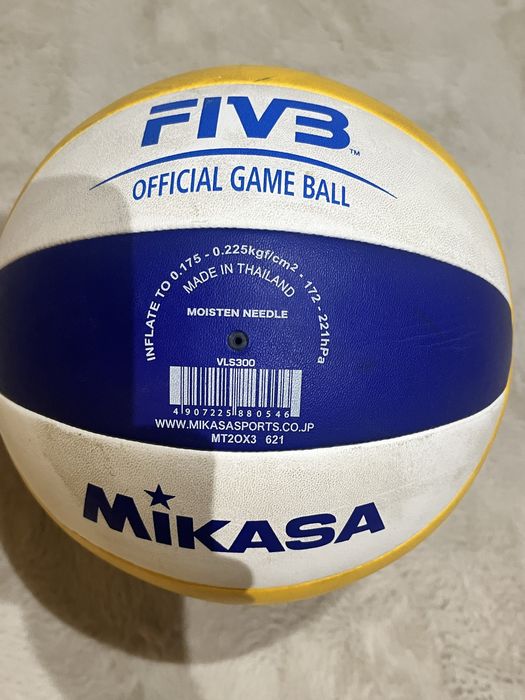 FIVB™
OFFICIAL GAME BALL
INFLATE TO 0.175 - 0.225kgf/cm2 - 172 - 221hPa
MADE IN THAILAND
MOISTEN NEEDLE
VLS300
4 907225 880546
WWW.MIKASASPORTS.CO.JP
MT2OX3 621
MiKASA